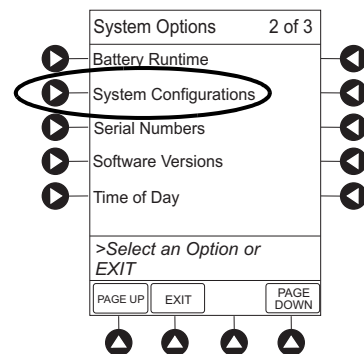 System Options 2 of 3
Battery Runtime
System Configurations
Serial Numbers
Software Versions
Time of Day
>Select an Option or
EXIT
PAGE UP EXIT PAGE DOWN